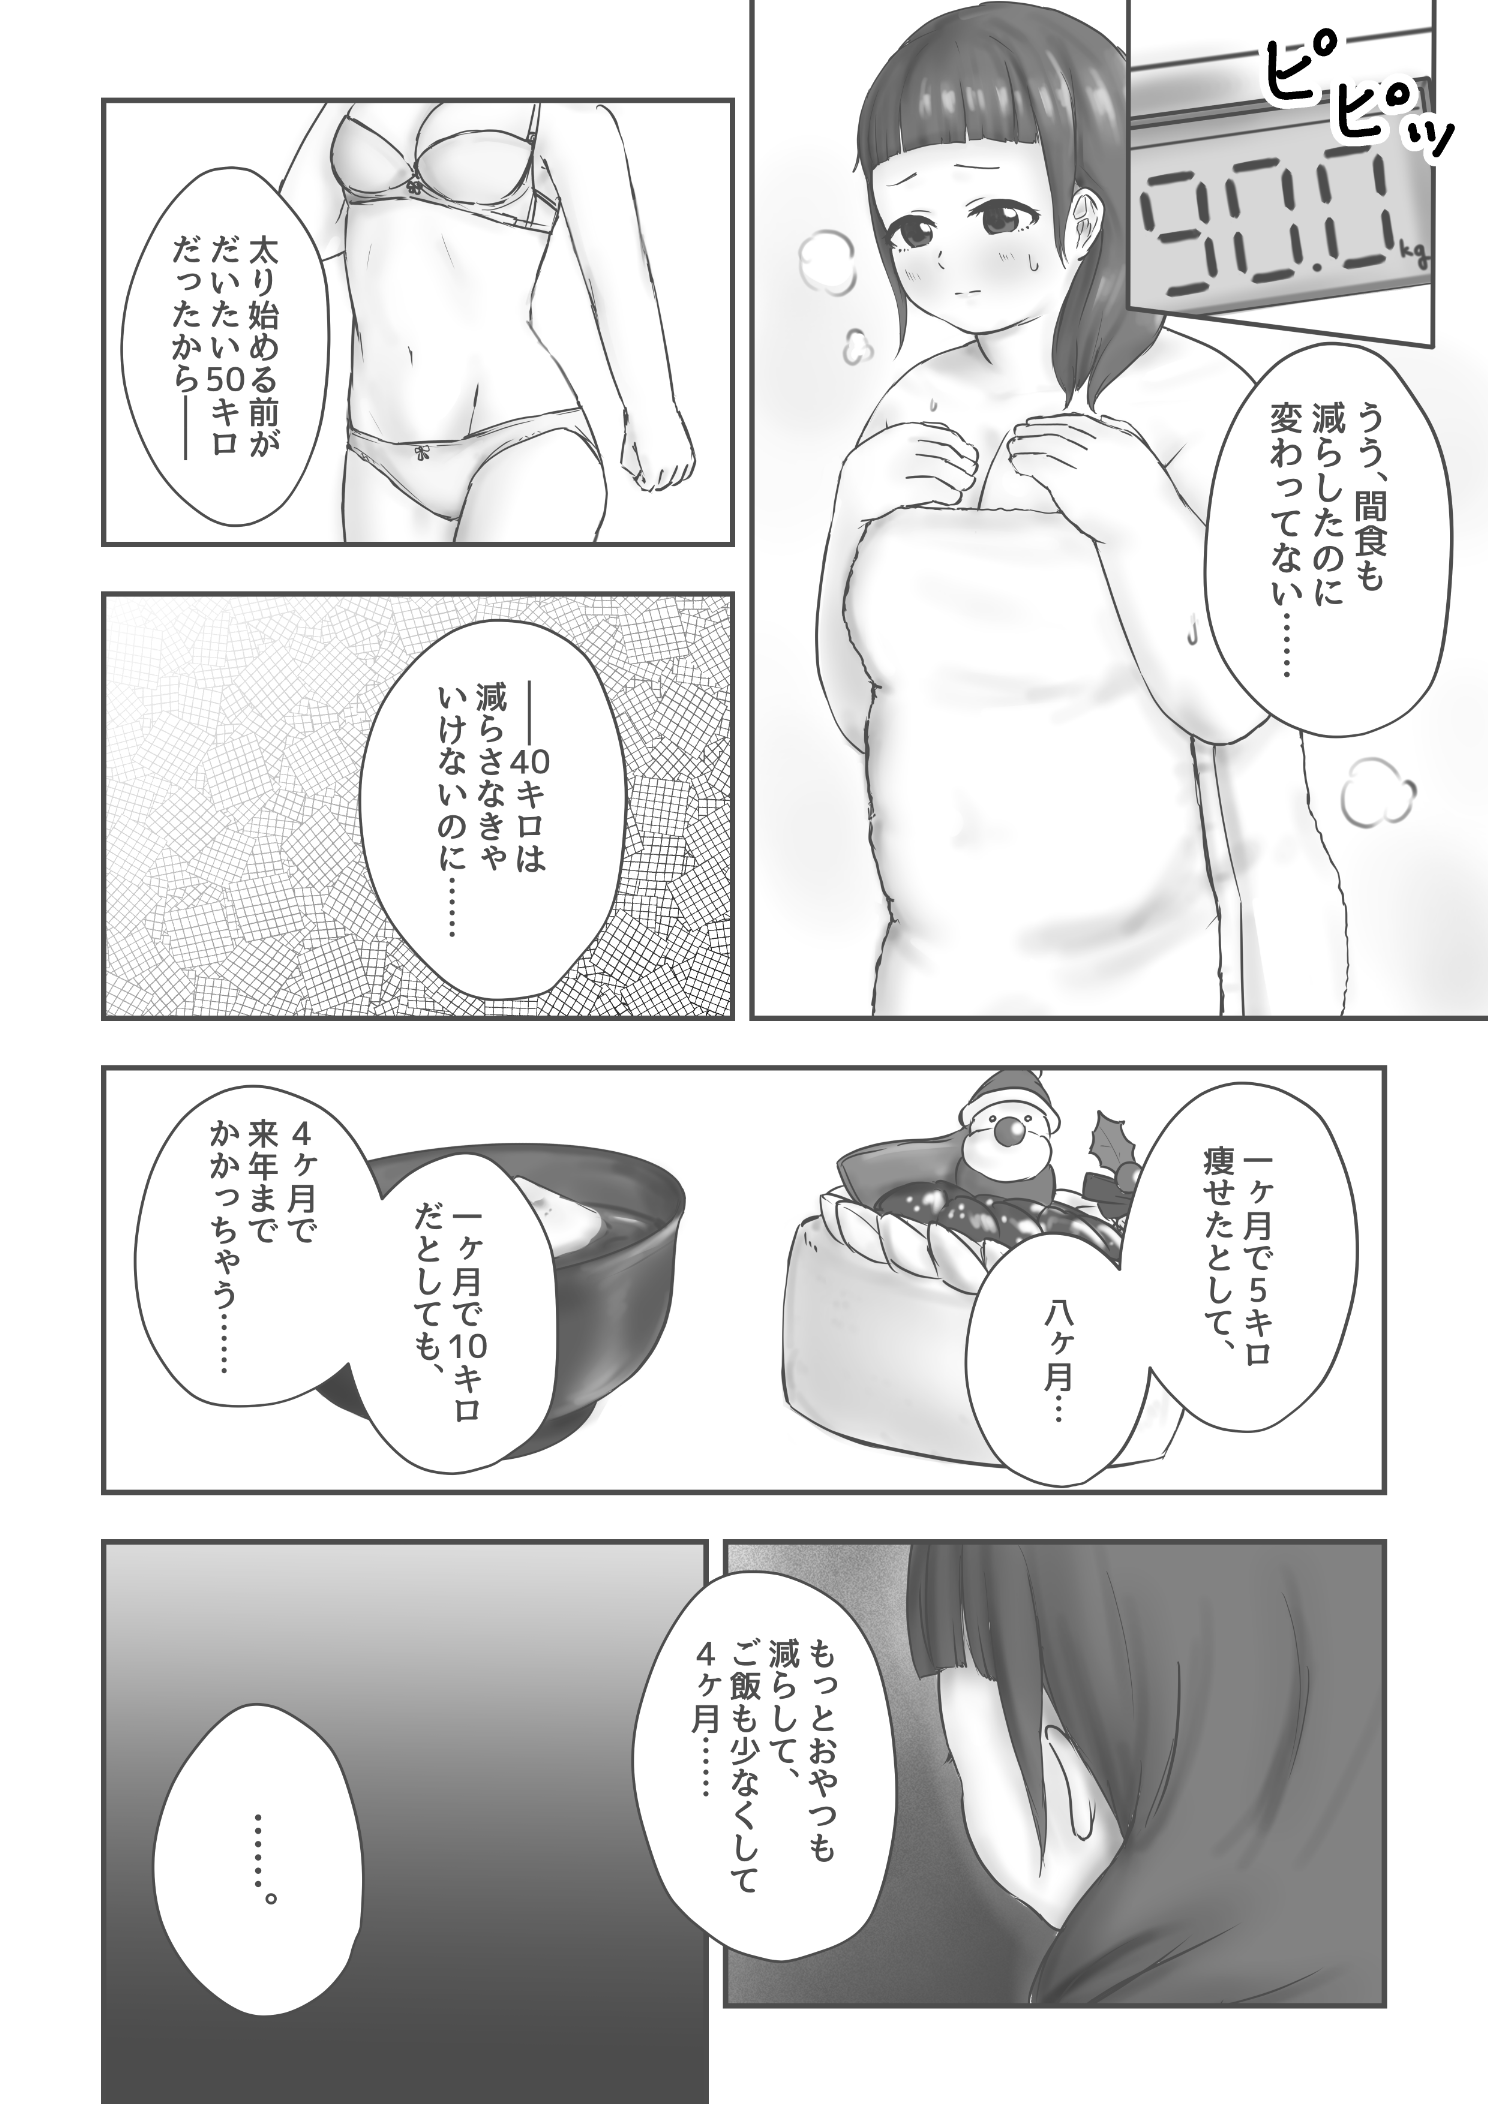 ピピッ
90.0
kg
うう、間食も
減らしたのに
変わってない……
太り始める前が
だいたい50キロ
だったから――
――40キロは
減らさなきゃ
いけないのに……
一ヶ月で5キロ
痩せたとして、
八ヶ月…
一ヶ月で10キロ
だとしても、
4ヶ月で
来年まで
かかっちゃう……
もっとおやつも
減らして、
ご飯も少なくして
4ヶ月……
……。